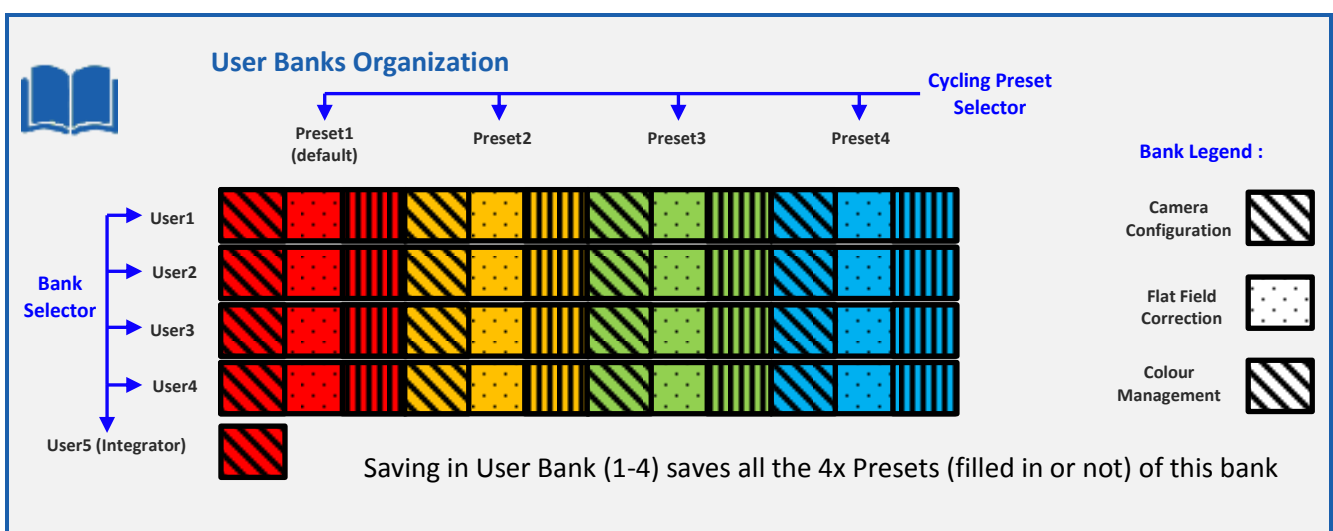 User Banks Organization
Cycling Preset
Selector
Preset1
(default)
Preset2
Preset3
Preset4
Bank Legend :
User1
User2
User3
User4
Bank
Selector
User5 (Integrator)
Camera
Configuration
Flat Field
Correction
Colour
Management
Saving in User Bank (1-4) saves all the 4x Presets (filled in or not) of this bank